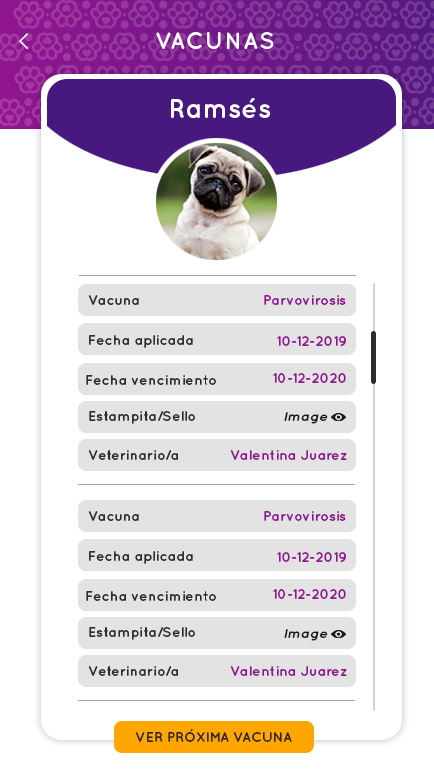 VACUNAS
Ramsés
Vacuna Parvovirosis
Fecha aplicada 10-12-2019
Fecha vencimiento 10-12-2020
Estampita/Sello Image
Veterinario/a Valentina Juarez
Vacuna Parvovirosis
Fecha aplicada 10-12-2019
Fecha vencimiento 10-12-2020
Estampita/Sello Image
Veterinario/a Valentina Juarez
VER PRÓXIMA VACUNA